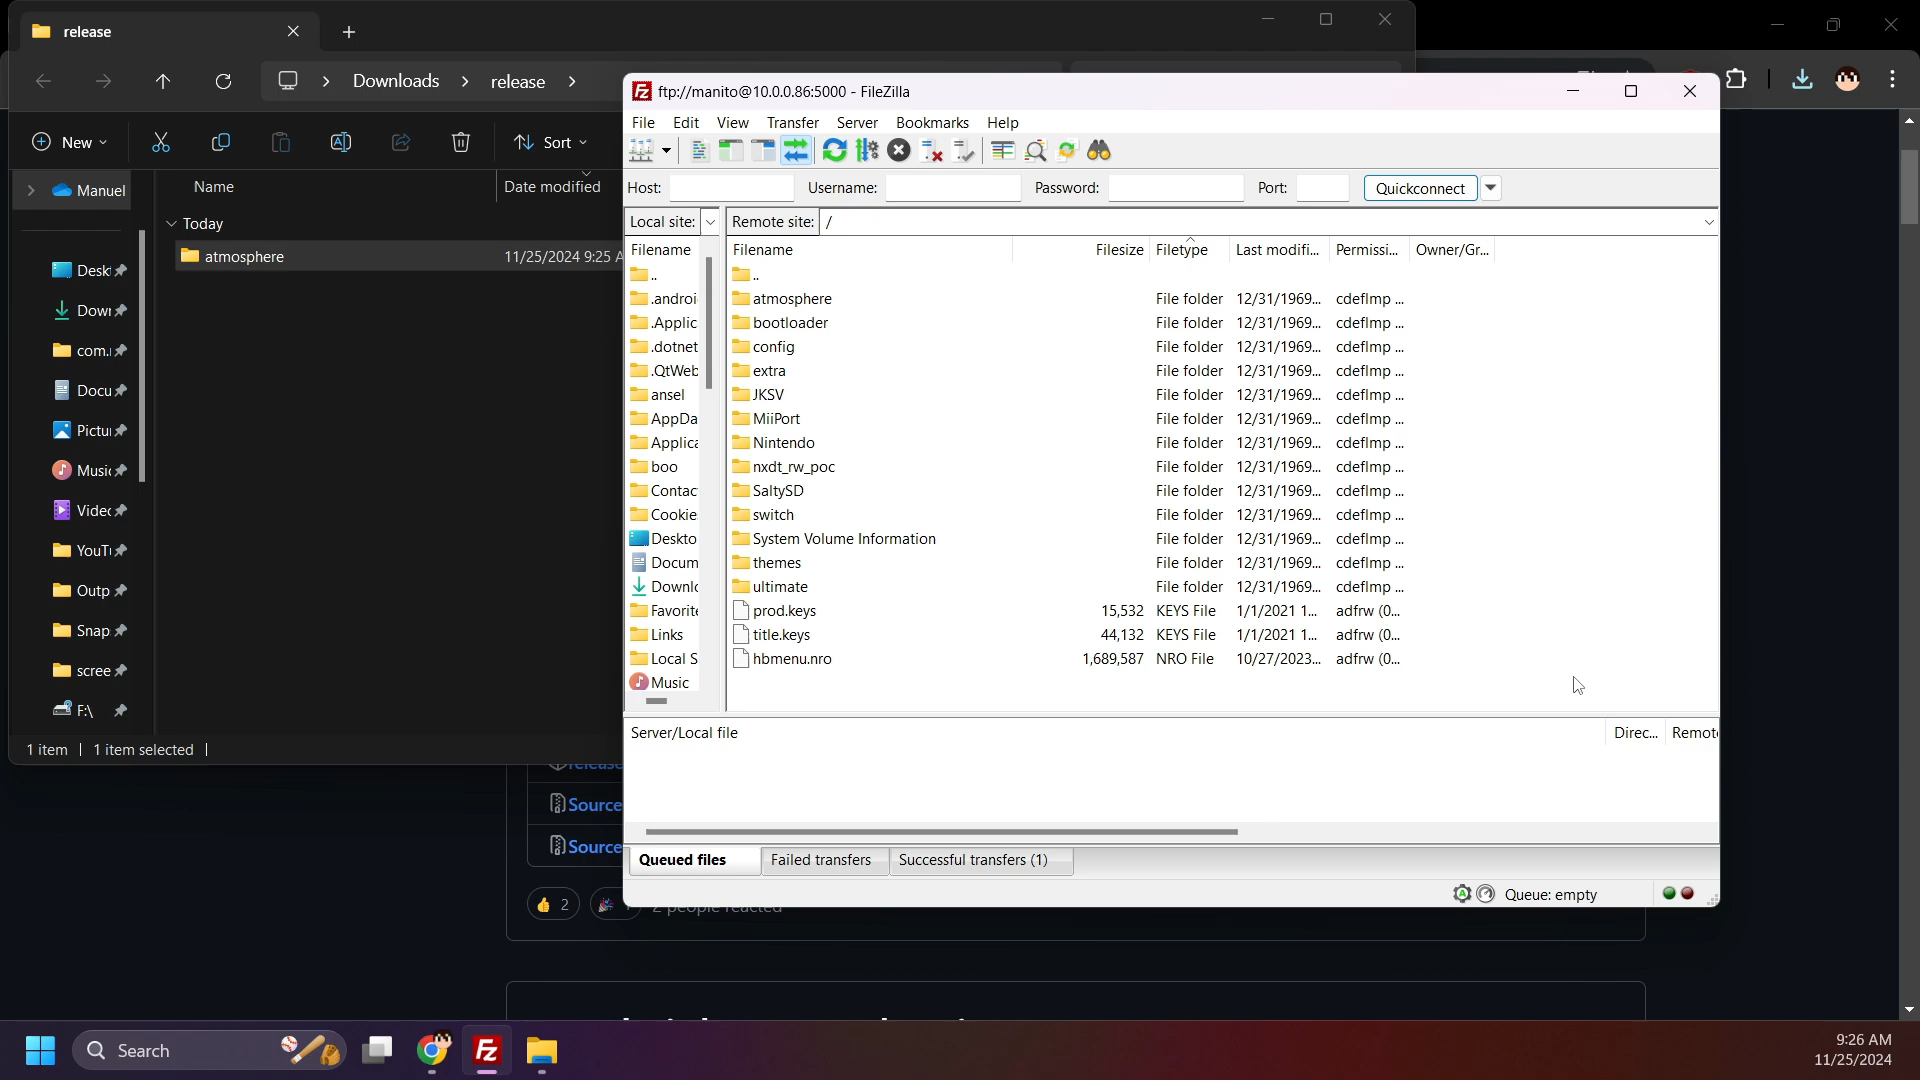 release
Downloads
release
New
Sort
Name
Date modified
Manuel
Today
atmosphere
11/25/2024 9:25 A
Desk
Down
com.
Docu
Pictu
Music
Videc
YouTu
Outp
Snap
scree
F:\
1 item
1 item selected
ftp://manito@10.0.0.86:5000 - FileZilla
File
Edit
View
Transfer
Server
Bookmarks
Help
Host:
Username:
Password:
Port:
Quickconnect
Local site:
Remote site:
/
Filename
..
.androi
.Applic
.dotnet
.QtWeb
ansel
AppDa
Applica
boo
Contac
Cookie
Deskto
Docum
Downlo
Favorite
Links
Local S
Music
Filename Filesize Filetype Last modifi... Permissi... Owner/Gr...
..
atmosphere File folder 12/31/1969... cdeflmp ...
bootloader File folder 12/31/1969... cdeflmp ...
config File folder 12/31/1969... cdeflmp ...
extra File folder 12/31/1969... cdeflmp ...
JKSV File folder 12/31/1969... cdeflmp ...
MiiPort File folder 12/31/1969... cdeflmp ...
Nintendo File folder 12/31/1969... cdeflmp ...
nxdt_rw_poc File folder 12/31/1969... cdeflmp ...
SaltySD File folder 12/31/1969... cdeflmp ...
switch File folder 12/31/1969... cdeflmp ...
System Volume Information File folder 12/31/1969... cdeflmp ...
themes File folder 12/31/1969... cdeflmp ...
ultimate File folder 12/31/1969... cdeflmp ...
prod.keys 15,532 KEYS File 1/1/2021 1... adfrw (0...
title.keys 44,132 KEYS File 1/1/2021 1... adfrw (0...
hbmenu.nro 1,689,587 NRO File 10/27/2023... adfrw (0...
Server/Local file
Direc...
Remot
Queued files
Failed transfers
Successful transfers (1)
Queue: empty
release
Source
Source
2
2 people reacted
Search
9:26 AM
11/25/2024